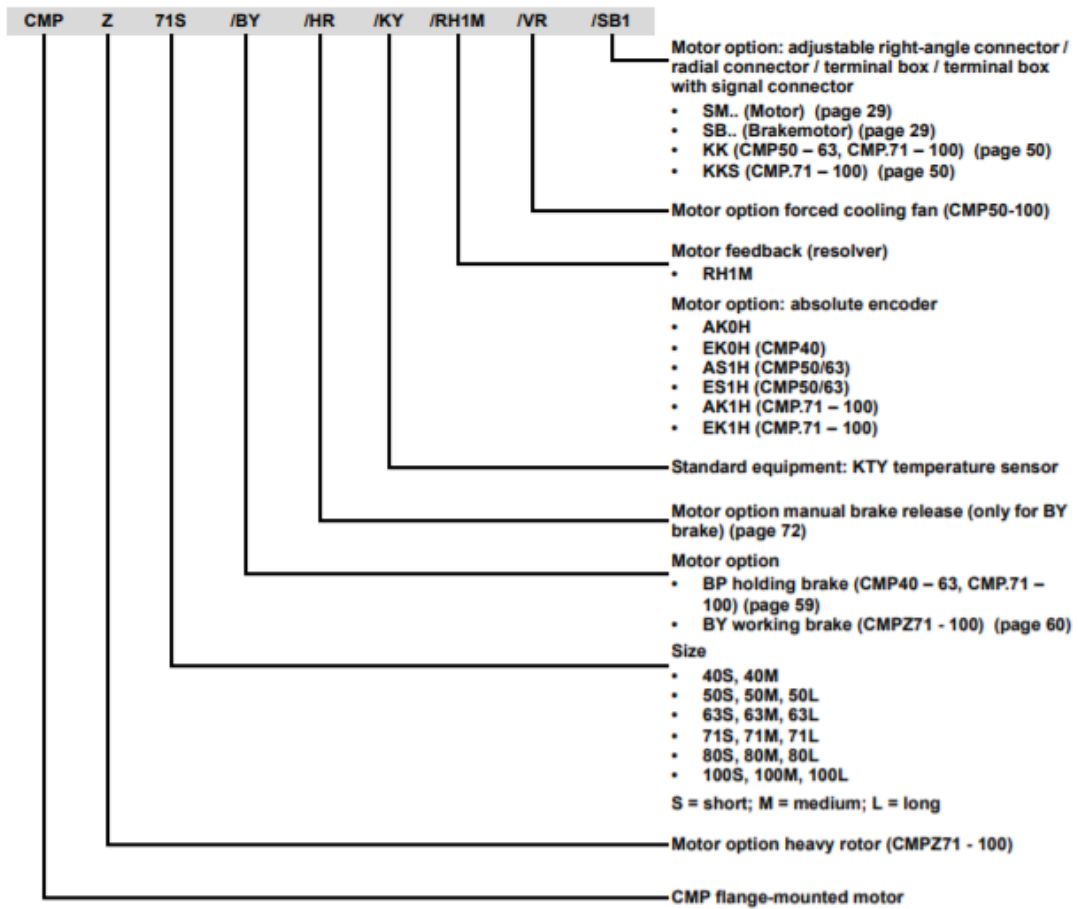 CMP Z 71S /BY /HR /KY /RH1M /VR /SB1
Motor option: adjustable right-angle connector /
radial connector / terminal box / terminal box
with signal connector
• SM.. (Motor) (page 29)
• SB.. (Brakemotor) (page 29)
• KK (CMP50 – 63, CMP.71 – 100) (page 50)
• KKS (CMP.71 – 100) (page 50)
Motor option forced cooling fan (CMP50-100)
Motor feedback (resolver)
• RH1M
Motor option: absolute encoder
• AK0H
• EK0H (CMP40)
• AS1H (CMP50/63)
• ES1H (CMP50/63)
• AK1H (CMP.71 – 100)
• EK1H (CMP.71 – 100)
Standard equipment: KTY temperature sensor
Motor option manual brake release (only for BY
brake) (page 72)
Motor option
• BP holding brake (CMP40 – 63, CMP.71 –
100) (page 59)
• BY working brake (CMPZ71 - 100) (page 60)
Size
• 40S, 40M
• 50S, 50M, 50L
• 63S, 63M, 63L
• 71S, 71M, 71L
• 80S, 80M, 80L
• 100S, 100M, 100L
S = short; M = medium; L = long
Motor option heavy rotor (CMPZ71 - 100)
CMP flange-mounted motor